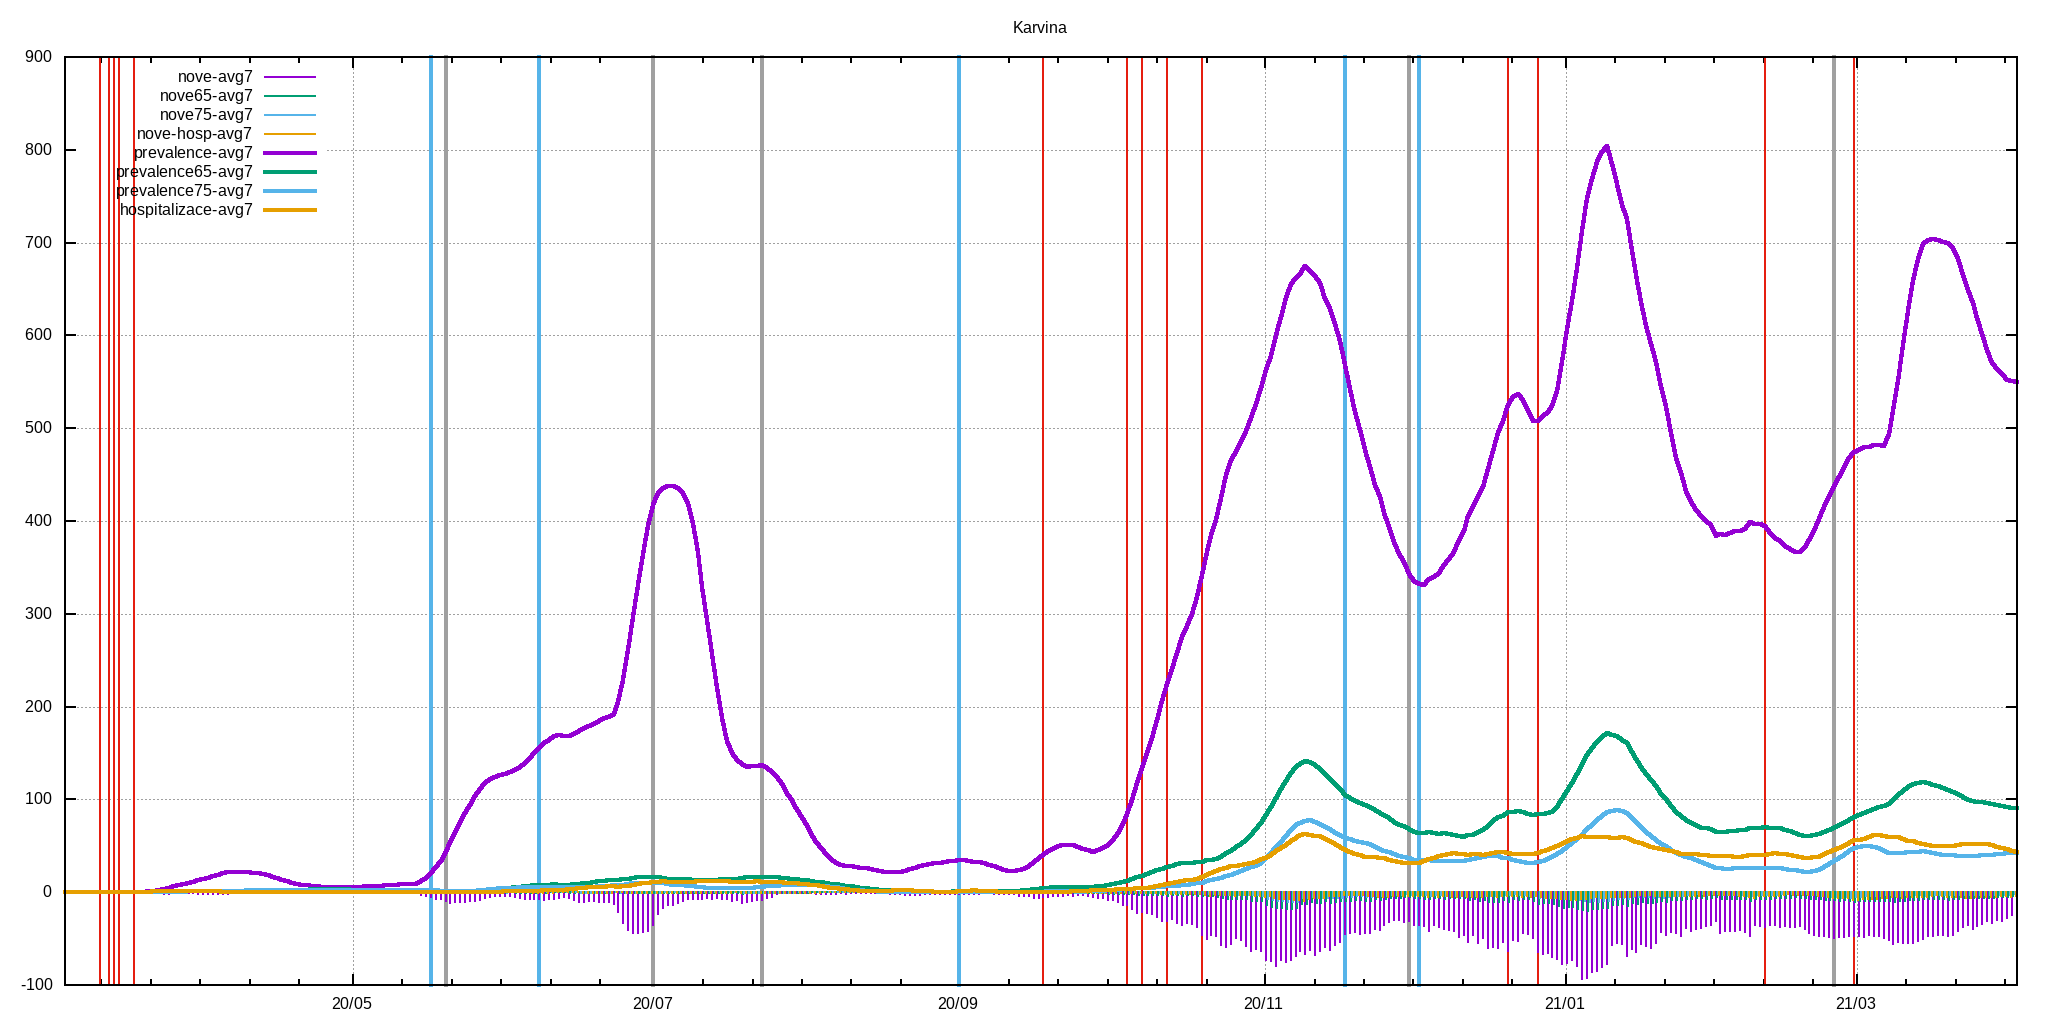 Karvina
900
800
700
600
500
400
300
200
100
0
-100
nove-avg7
nove65-avg7
nove75-avg7
nove-hosp-avg7
prevalence-avg7
prevalence65-avg7
prevalence75-avg7
hospitalizace-avg7
20/05 20/07 20/09 20/11 21/01 21/03